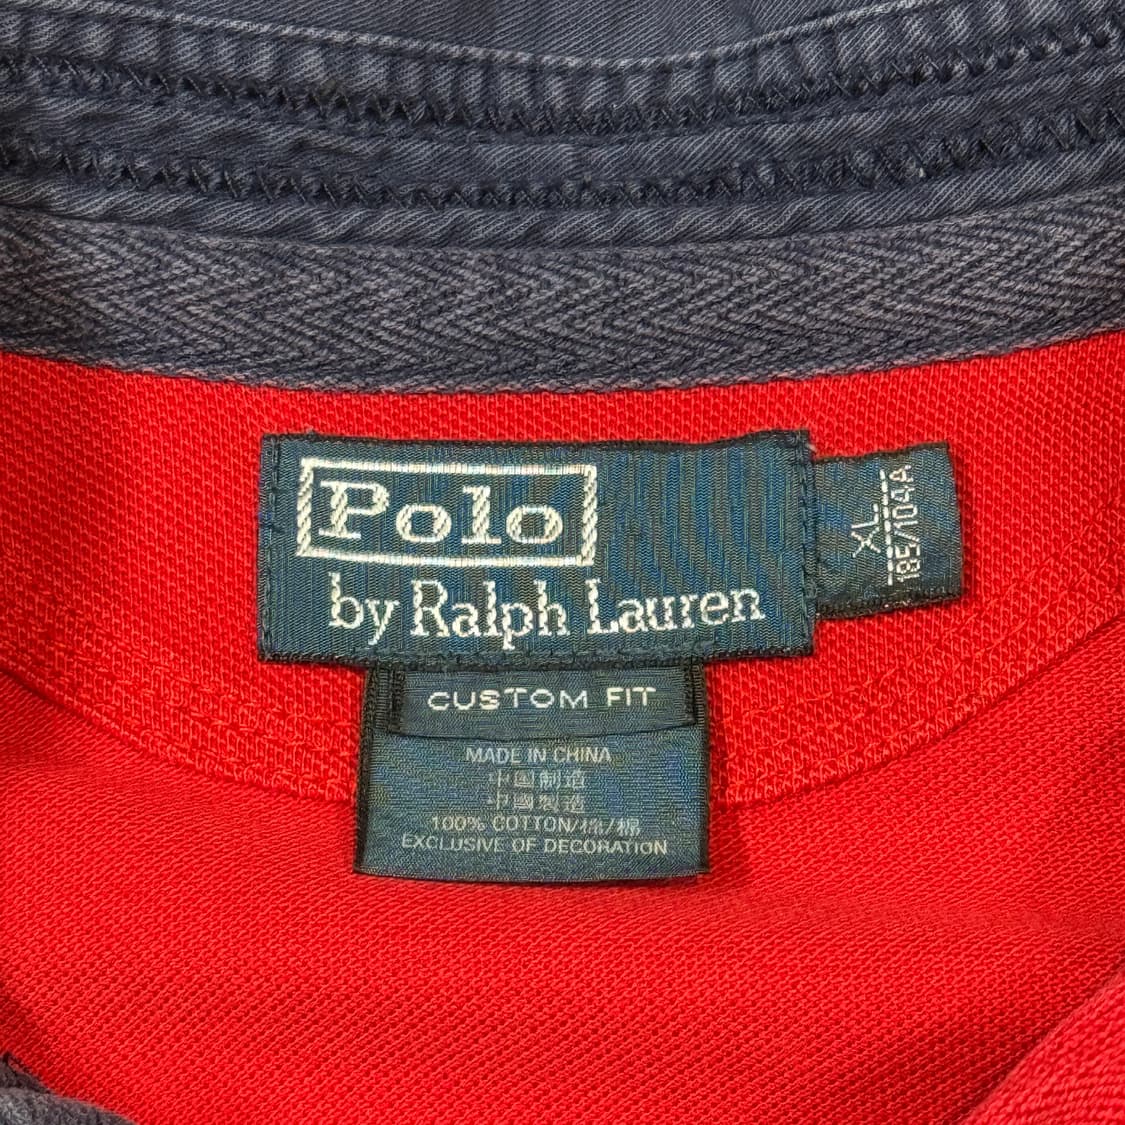 Polo
by Ralph Lauren
XL
185/104A
CUSTOM FIT
MADE IN CHINA
中国制造
中國製造
100% COTTON/棉/棉
EXCLUSIVE OF DECORATION